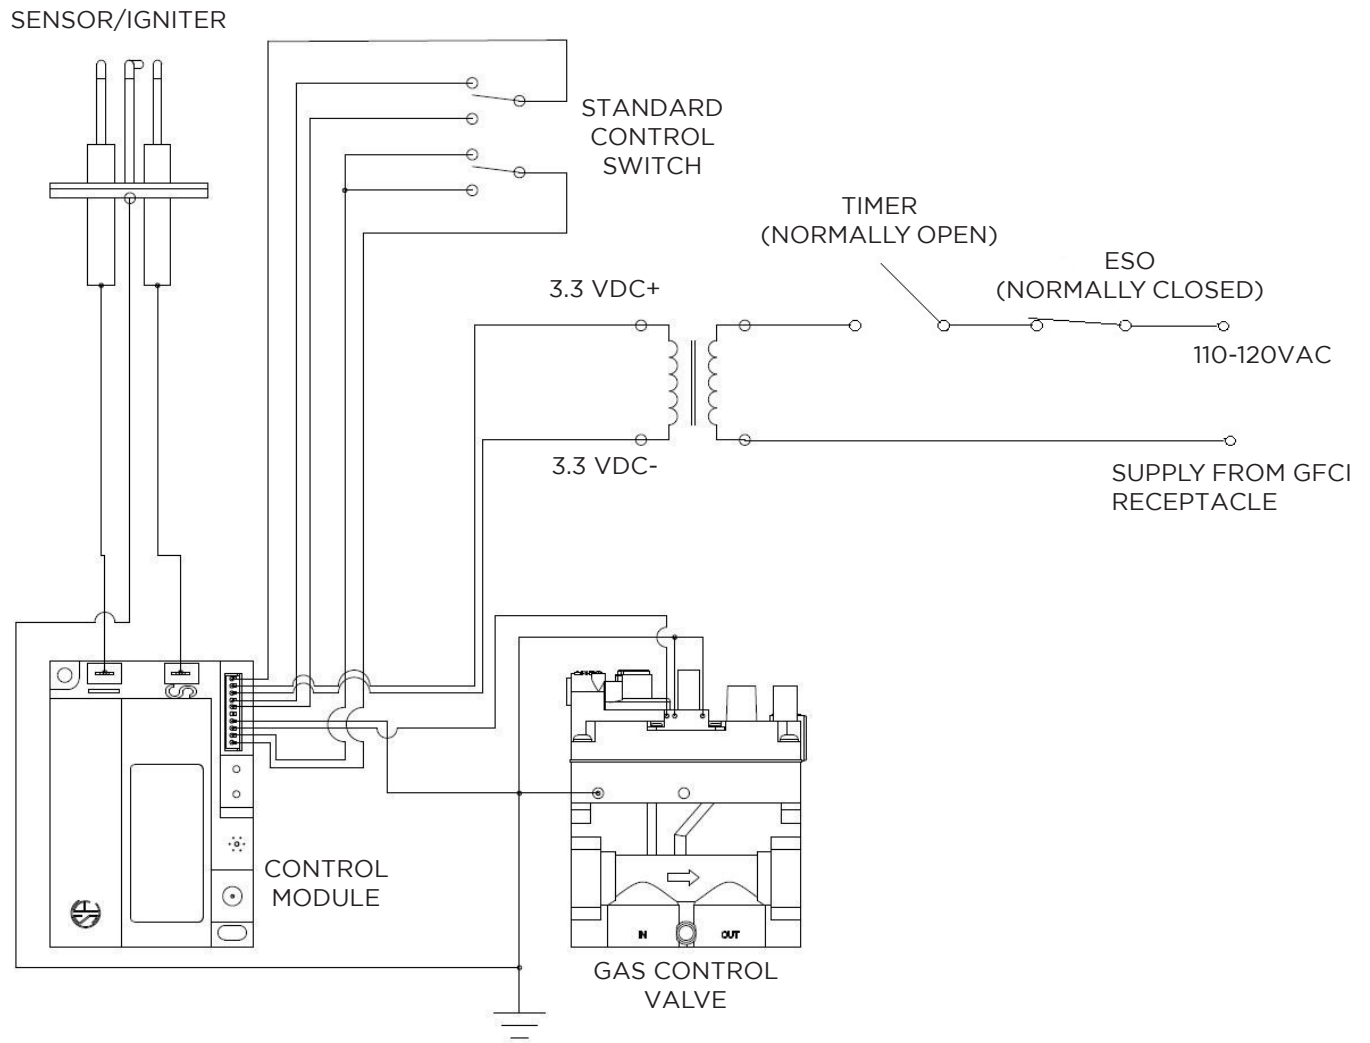 SENSOR/IGNITER
STANDARD
CONTROL
SWITCH
TIMER
(NORMALLY OPEN)
ESO
(NORMALLY CLOSED)
3.3 VDC+
110-120VAC
3.3 VDC-
SUPPLY FROM GFCI
RECEPTACLE
I
S
CONTROL
MODULE
IN
OUT
GAS CONTROL
VALVE